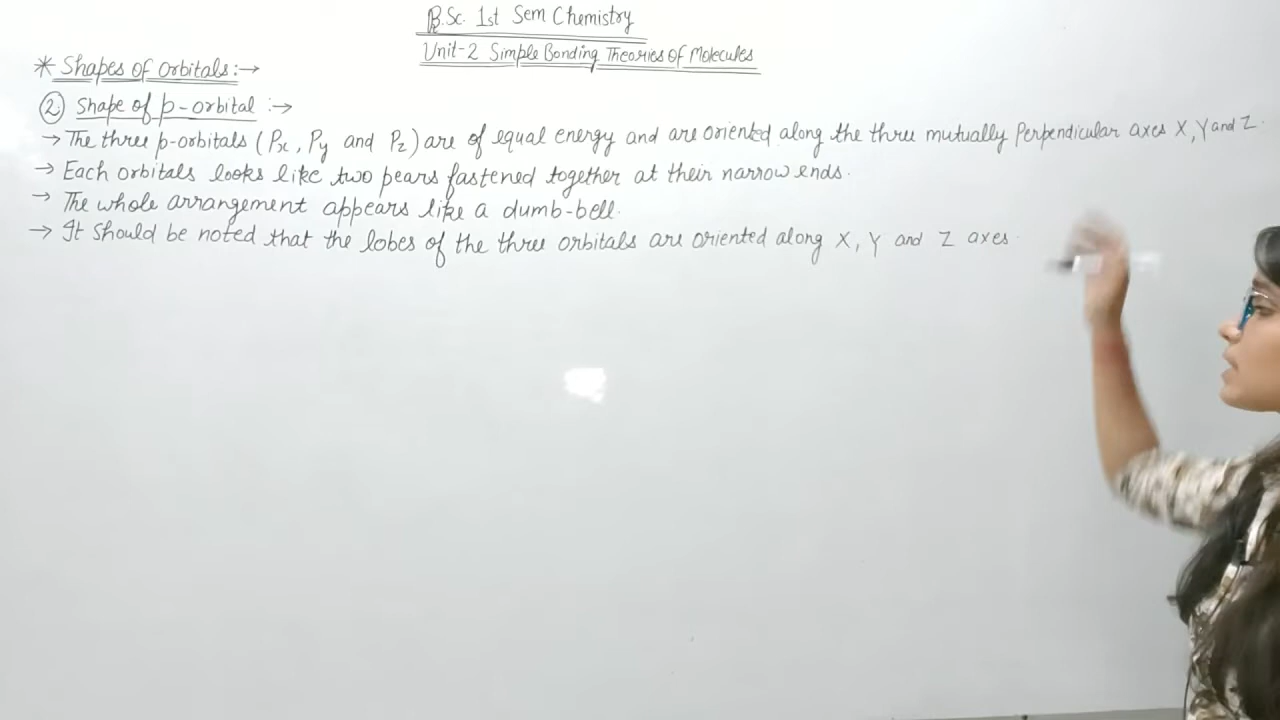 B.Sc. 1st Sem Chemistry
Unit-2 Simple Bonding Theories of Molecules
* Shapes of Orbitals:→
② Shape of p-orbital :→
→ The three p-orbitals (Px, Py and Pz) are of equal energy and are oriented along the three mutually Perpendicular axes X, Y and Z.
→ Each orbitals looks like two pears fastened together at their narrow ends.
→ The whole arrangement appears like a dumb-bell.
→ It should be noted that the lobes of the three orbitals are oriented along X, Y and Z axes.